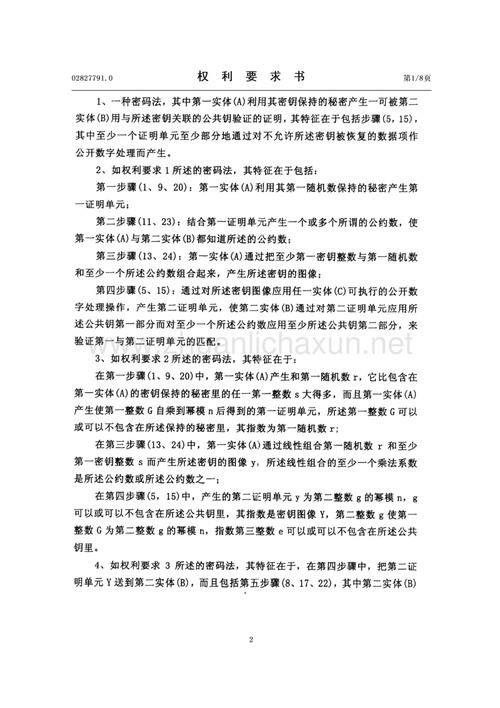 02827791.0 权 利 要 求 书 第1/8页
1、一种密码法，其中第一实体(A)利用其密钥保持的秘密产生一可被第二
实体(B)用与所述密钥关联的公共钥验证的证明，其特征在于包括步骤(5，15)，
其中至少一个证明单元至少部分地通过对不允许所述密钥被恢复的数据项作
公开数字处理而产生。
2、如权利要求1所述的密码法，其特征在于包括：
第一步骤(1、9、20)：第一实体(A)利用其第一随机数保持的秘密产生第
一证明单元；
第二步骤(11、23)：结合第一证明单元产生一个或多个所谓的公约数，使
第一实体(A)与第二实体(B)都知道所述的公约数；
第三步骤(13、24)：第一实体(A)通过把至少第一密钥整数与第一随机数
和至少一个所述公约数组合起来，产生所述密钥的图像；
第四步骤(5、15)：通过对所述密钥图像应用任一实体(C)可执行的公开数
字处理操作，产生第二证明单元，使第二实体(B)通过对第二证明单元应用所
述公共钥第一部分而对至少一个所述公约数应用至少所述公共钥第二部分，来
验证第一与第二证明单元的匹配。
www.zhuanlichaxun.net
3、如权利要求2所述的密码法，其特征在于：
在第一步骤(1、9、20)中，第一实体(A)产生和第一随机数r，它比包含在
第一实体(A)的密钥保持的秘密里的任一第一整数s大得多，而且第一实体(A)
产生使第一整数G自乘到幂模n后得到的第一证明单元，所述第一整数G可以
或可以不包含在所述保持的秘密里，其指数为第一随机数r;
在第三步骤(13、24)中，第一实体(A)通过线性组合第一随机数 r 和至少
第一密钥整数s而产生所述密钥的图像y，所述线性组合的至少一个乘法系数
是所述公约数或所述公约数之一；
在第四步骤(5，15)中，产生的第二证明单元y为第二整数g的幂模n，g
可以或可以不包含在所述公共钥里，其指数是密钥图像Y，第二整数g使第一
整数G为第二整数g的幂模n，指数第三整数e可以或可以不包含在所述公共
钥里。
4、如权利要求 3 所述的密码法，其特征在于，在第四步骤中，把第二证
明单元Y送到第二实体(B)，而且包括第五步骤(8、17、22)，其中第二实体(B)
2